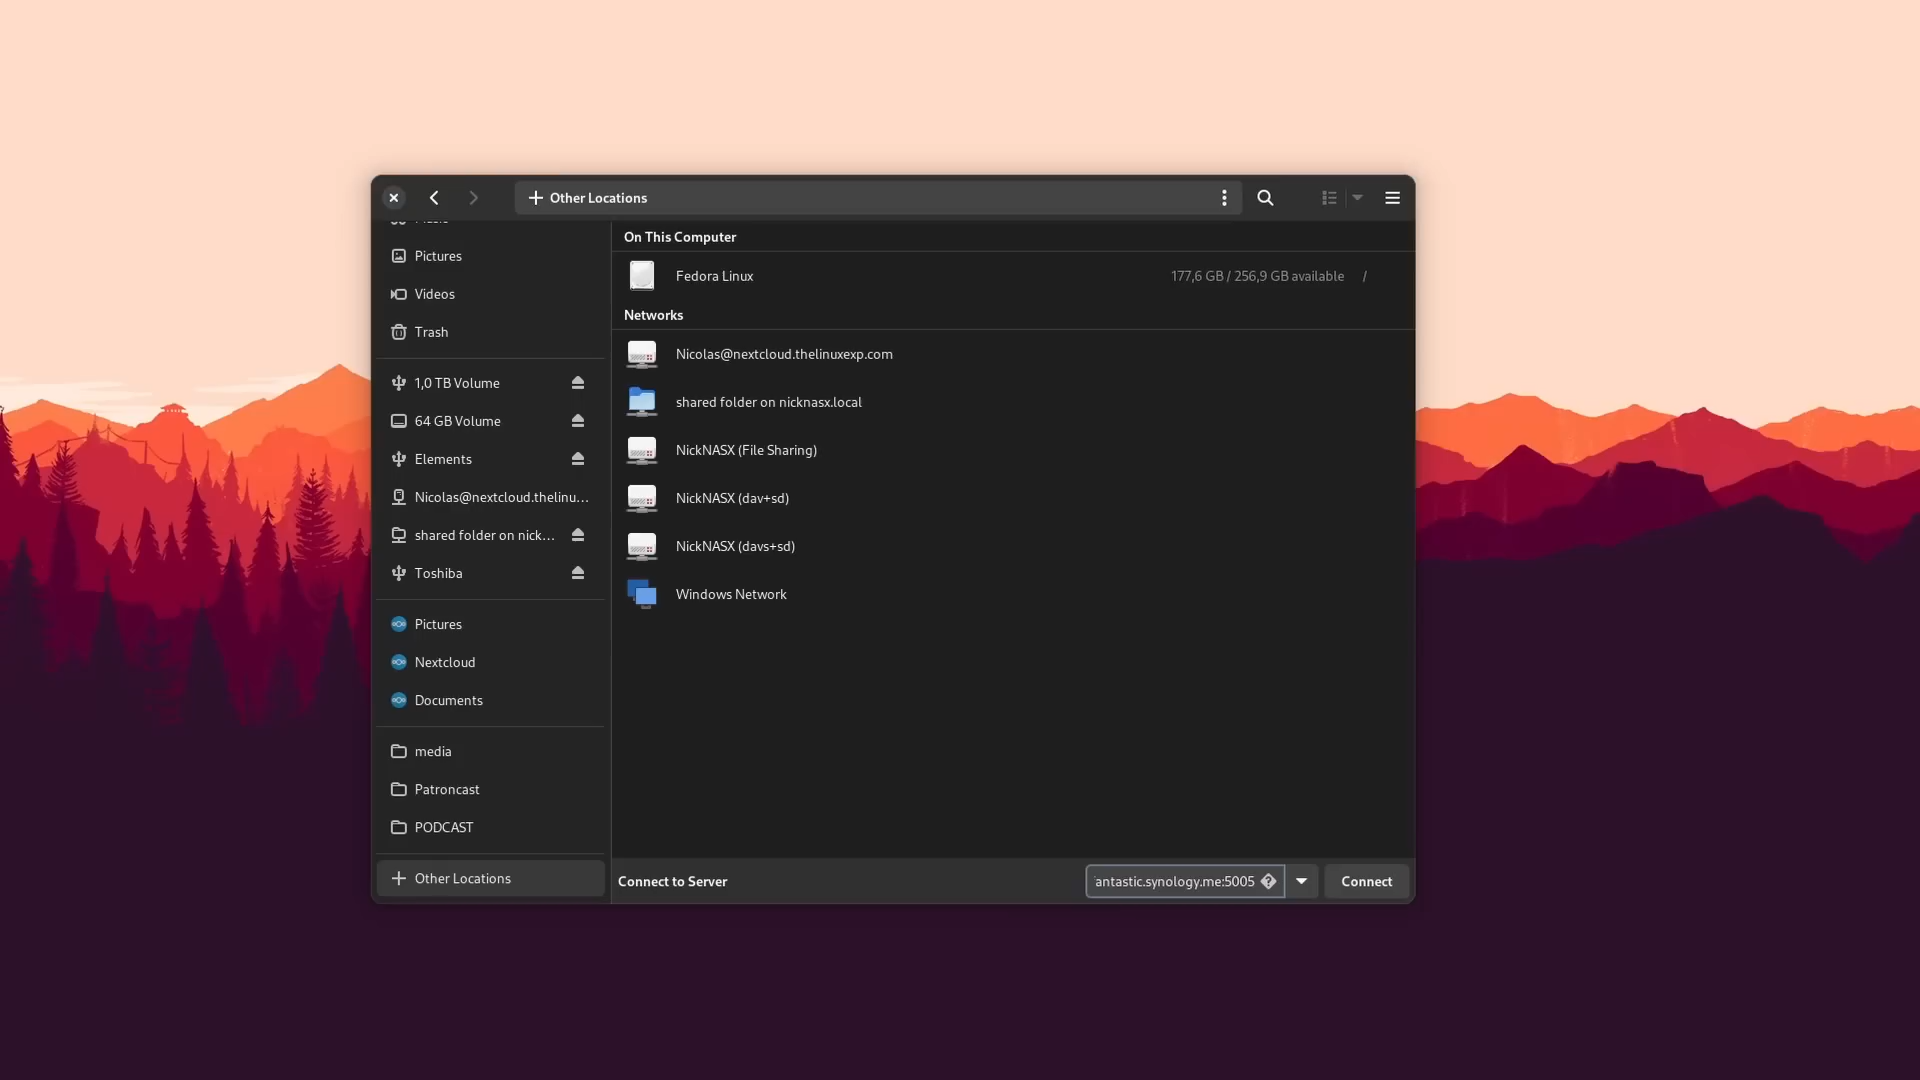 Other Locations
Pictures
Videos
Trash
1,0 TB Volume
64 GB Volume
Elements
Nicolas@nextcloud.thelinu...
shared folder on nick...
Toshiba
Pictures
Nextcloud
Documents
media
Patroncast
PODCAST
Other Locations
On This Computer
Fedora Linux 177,6 GB / 256,9 GB available /
Networks
Nicolas@nextcloud.thelinuxexp.com
shared folder on nicknasx.local
NickNASX (File Sharing)
NickNASX (dav+sd)
NickNASX (davs+sd)
Windows Network
Connect to Server antastic.synology.me:5005 Connect